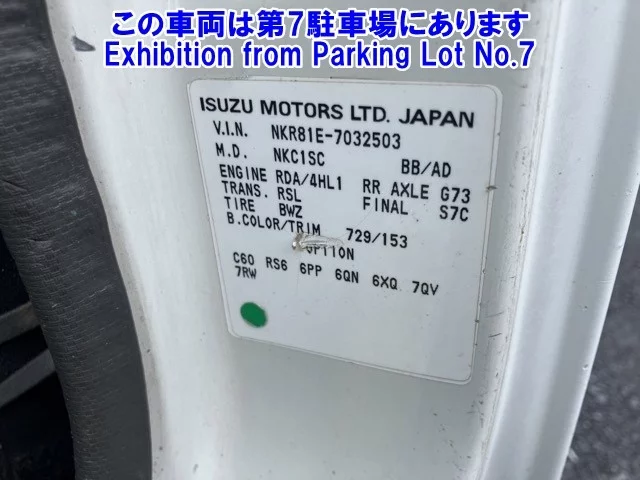 この車両は第7駐車場にあります
Exhibition from Parking Lot No.7
ISUZU MOTORS LTD. JAPAN
V.I.N. NKR81E-7032503
M.D. NKC1SC BB/AD
ENGINE RDA/4HL1 RR AXLE G73
TRANS. RSL FINAL S7C
TIRE BWZ
B.COLOR/TRIM 729/153
OPTION
C60 RS6 6PP 6QN 6XQ 7QV
7RW